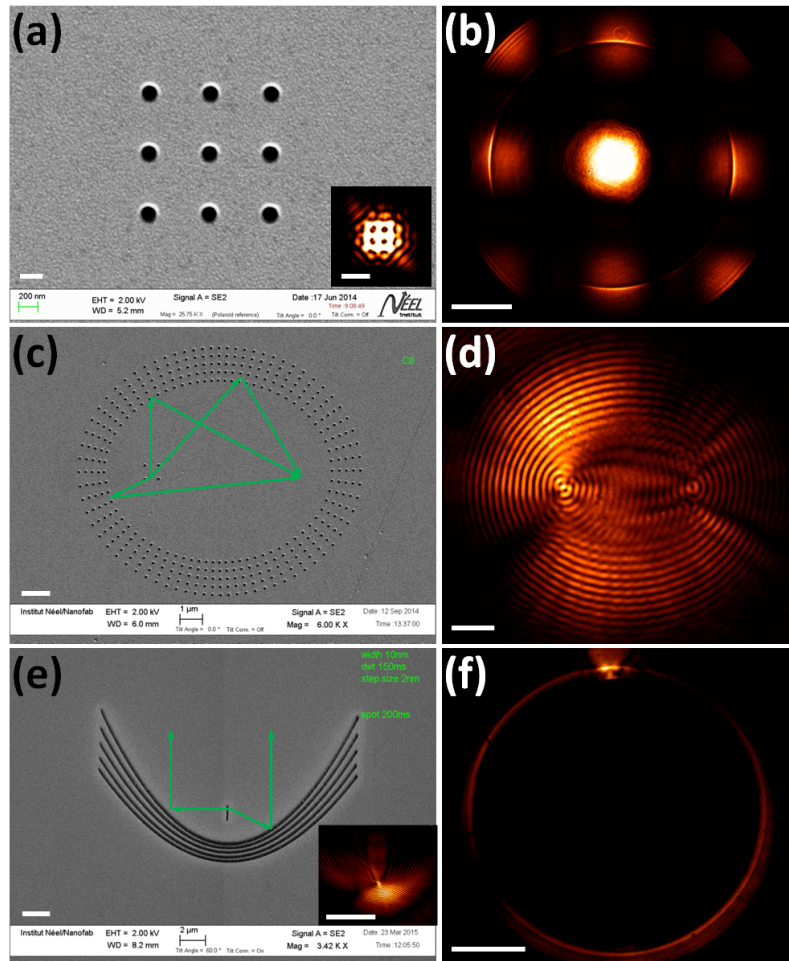 (a)
(b)
200 nm
EHT = 2.00 kV
WD = 5.2 mm
Signal A = SE2
Mag = 25.75 K X
(Polaroid reference)
Date :17 Jun 2014
Time :9:08:49
Tilt Angle = 0.0 °
Tilt Corrn. = Off
NÉEL
institut
(c)
C6
(d)
Institut Néel/Nanofab
EHT = 2.00 kV
WD = 6.0 mm
1 µm
Tilt Angle = 0.0 °
Tilt Corrn. = Off
Signal A = SE2
Mag = 6.00 K X
Date :12 Sep 2014
Time :13:37:00
(e)
width 10nm
dwt 150ms
step size 2nm
spot 200ms
(f)
Institut Néel/Nanofab
EHT = 2.00 kV
WD = 8.2 mm
2 µm
Tilt Angle = 60.0 °
Tilt Corrn. = On
Signal A = SE2
Mag = 3.42 K X
Date :23 Mar 2015
Time :12:05:50